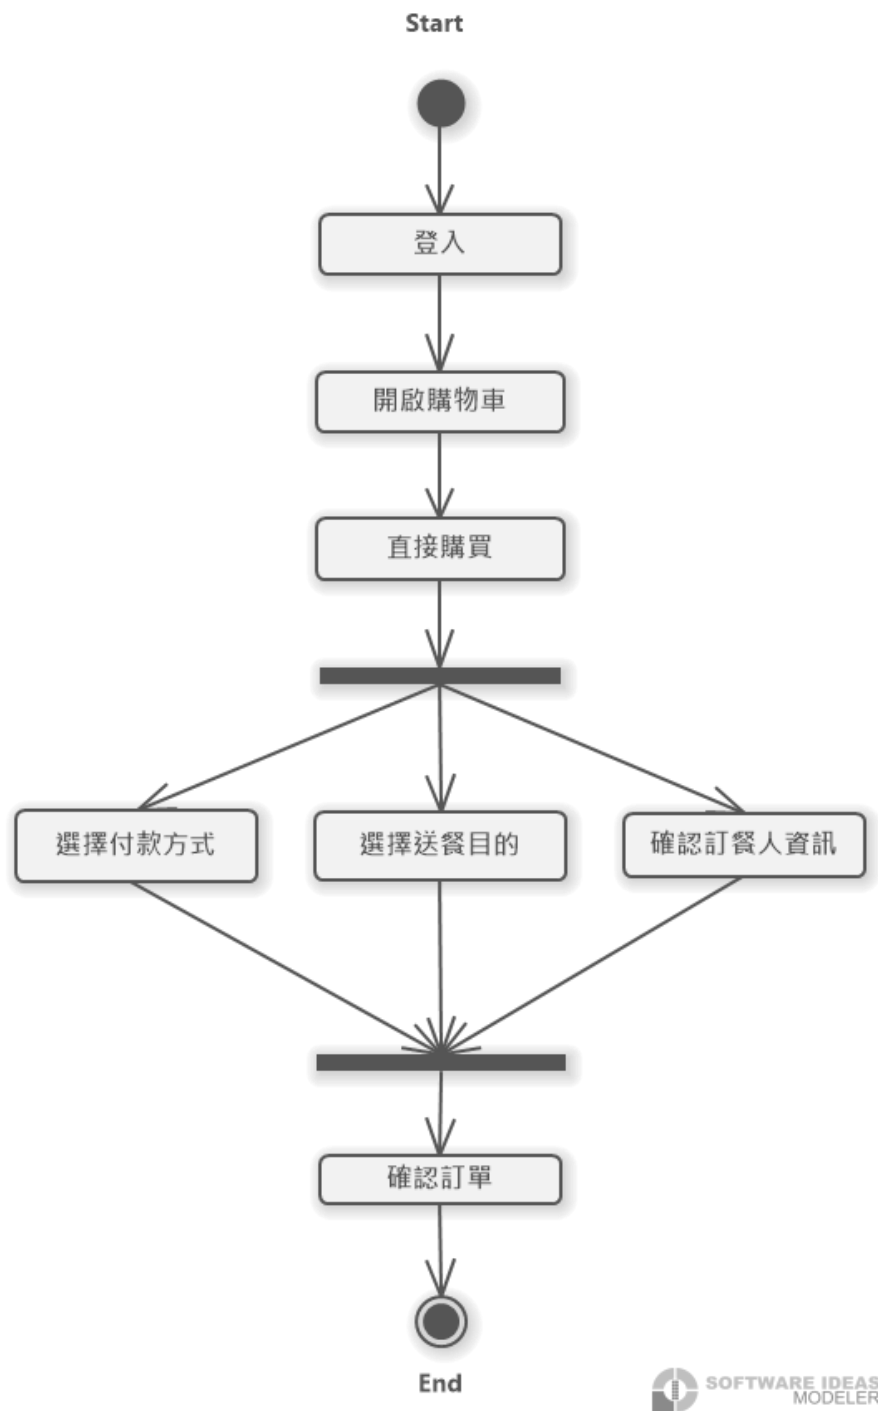 Start
登入
開啟購物車
直接購買
選擇付款方式
選擇送餐目的
確認訂餐人資訊
確認訂單
End
SOFTWARE IDEAS
MODELER